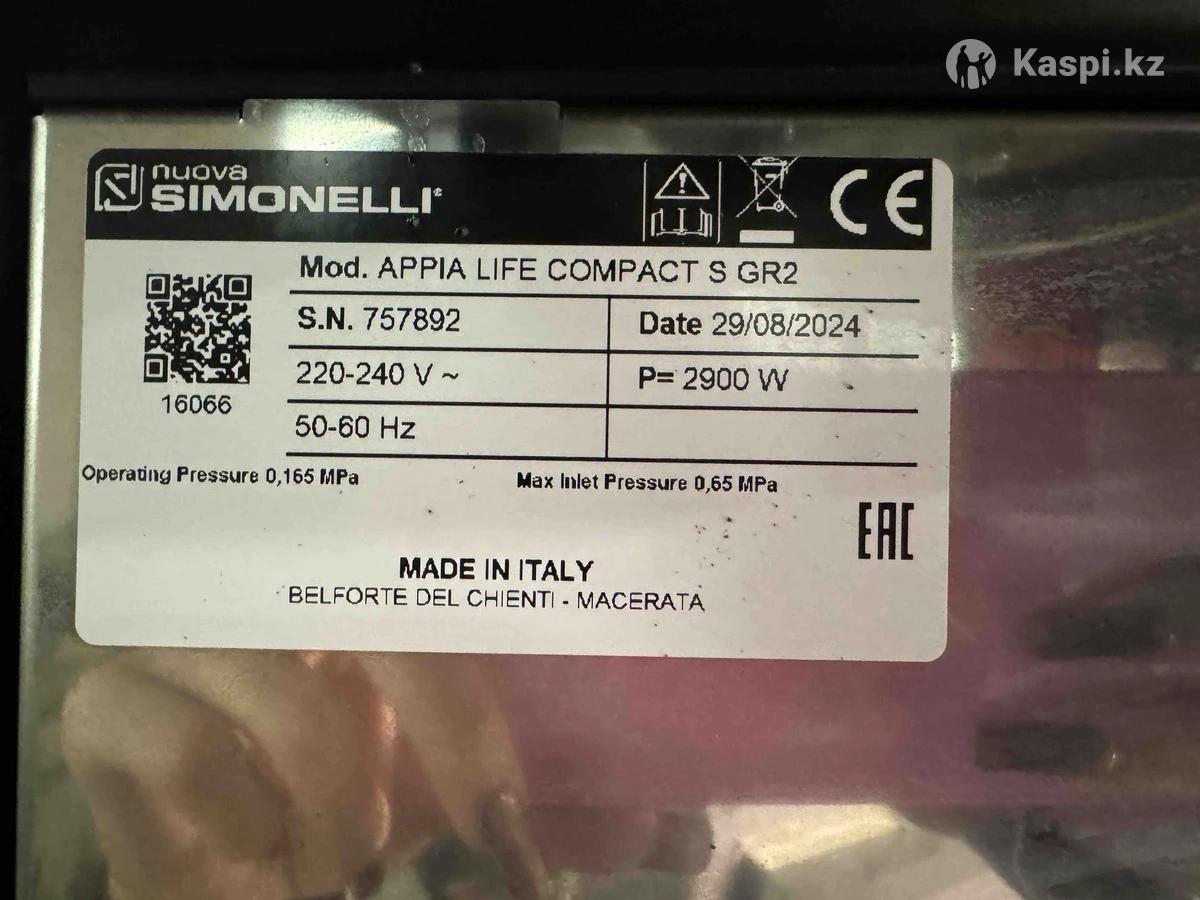 Kaspi.kz
nuova
SIMONELLI
CE
Mod. APPIA LIFE COMPACT S GR2
S.N. 757892
Date 29/08/2024
220-240 V ~
P= 2900 W
16066
50-60 Hz
Operating Pressure 0,165 MPa
Max Inlet Pressure 0,65 MPa
EAC
MADE IN ITALY
BELFORTE DEL CHIENTI - MACERATA